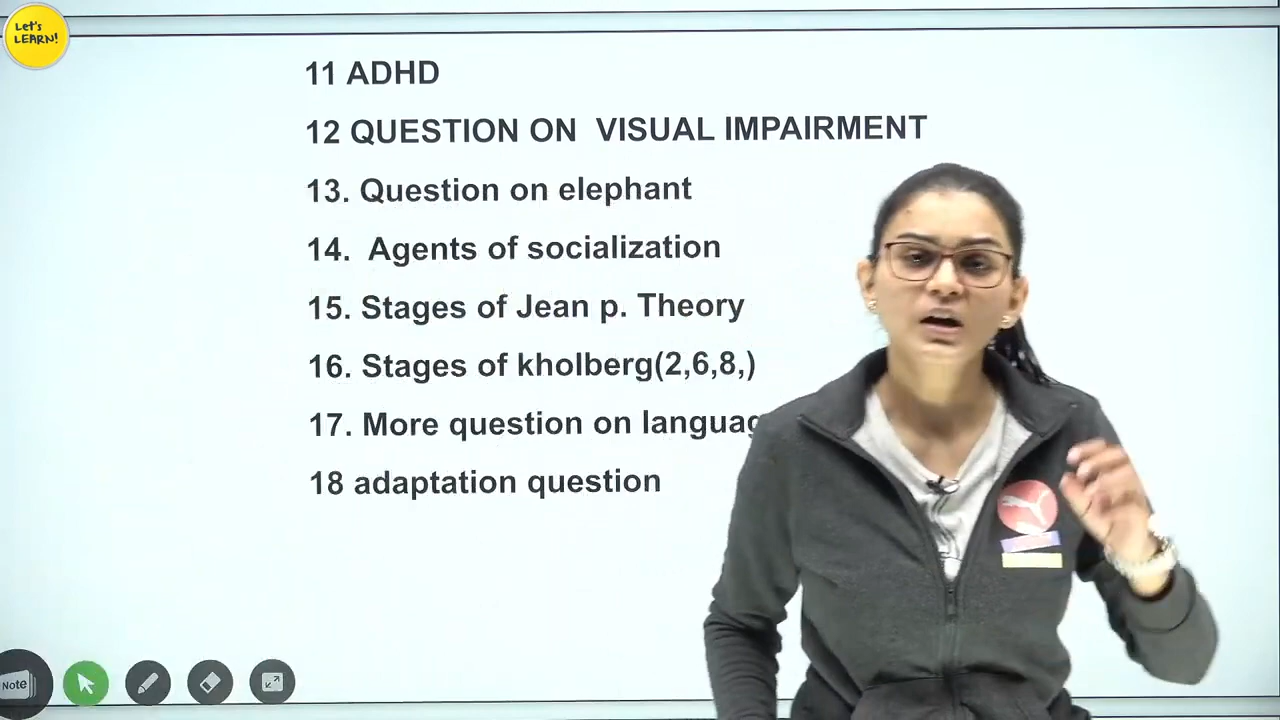 Let's
LEARN!
11 ADHD
12 QUESTION ON VISUAL IMPAIRMENT
13. Question on elephant
14. Agents of socialization
15. Stages of Jean p. Theory
16. Stages of kholberg(2,6,8,)
17. More question on
18 adaptation question
Note